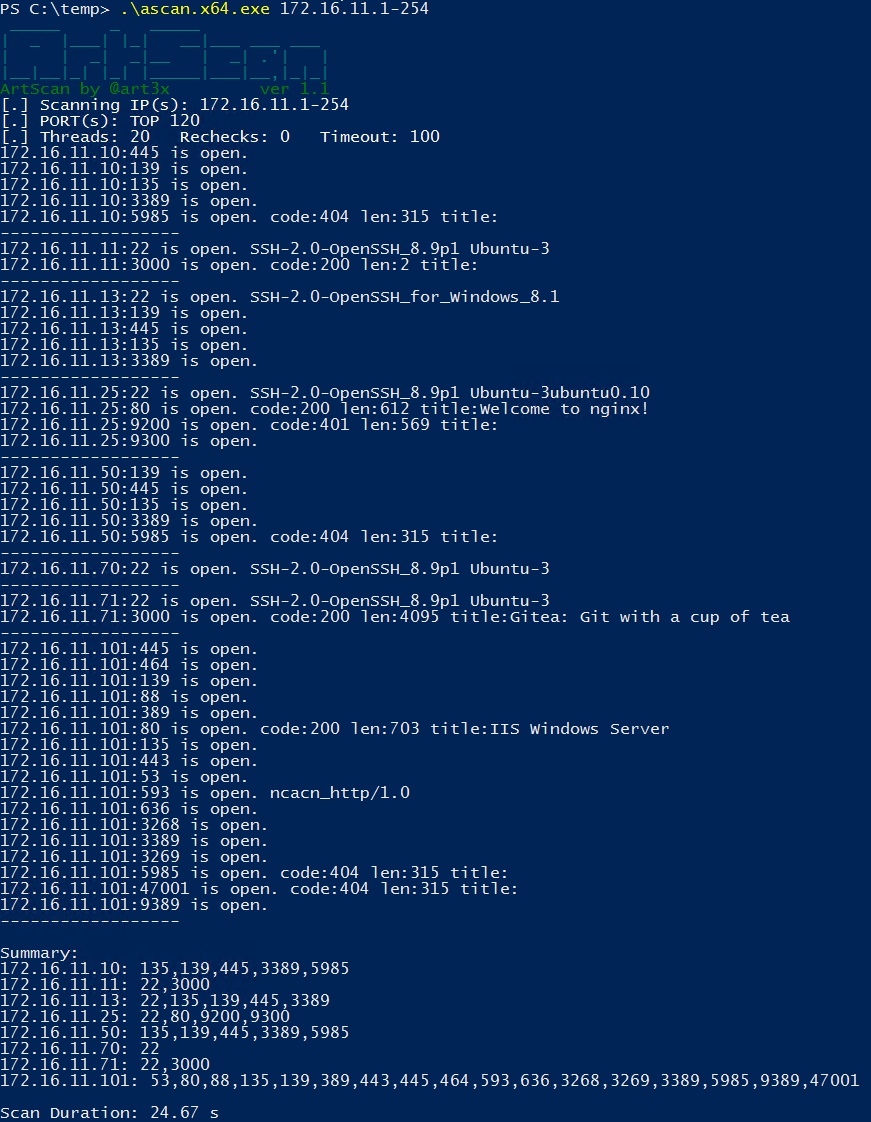 PS C:\temp> .\ascan.x64.exe 172.16.11.1-254
ArtScan by @art3x         ver 1.1
[.] Scanning IP(s): 172.16.11.1-254
[.] PORT(s): TOP 120
[.] Threads: 20   Rechecks: 0   Timeout: 100
172.16.11.10:445 is open.
172.16.11.10:139 is open.
172.16.11.10:135 is open.
172.16.11.10:3389 is open.
172.16.11.10:5985 is open. code:404 len:315 title:
------------------
172.16.11.11:22 is open. SSH-2.0-OpenSSH_8.9p1 Ubuntu-3
172.16.11.11:3000 is open. code:200 len:2 title:
------------------
172.16.11.13:22 is open. SSH-2.0-OpenSSH_for_Windows_8.1
172.16.11.13:139 is open.
172.16.11.13:445 is open.
172.16.11.13:135 is open.
172.16.11.13:3389 is open.
------------------
172.16.11.25:22 is open. SSH-2.0-OpenSSH_8.9p1 Ubuntu-3ubuntu0.10
172.16.11.25:80 is open. code:200 len:612 title:Welcome to nginx!
172.16.11.25:9200 is open. code:401 len:569 title:
172.16.11.25:9300 is open.
------------------
172.16.11.50:139 is open.
172.16.11.50:445 is open.
172.16.11.50:135 is open.
172.16.11.50:3389 is open.
172.16.11.50:5985 is open. code:404 len:315 title:
------------------
172.16.11.70:22 is open. SSH-2.0-OpenSSH_8.9p1 Ubuntu-3
------------------
172.16.11.71:22 is open. SSH-2.0-OpenSSH_8.9p1 Ubuntu-3
172.16.11.71:3000 is open. code:200 len:4095 title:Gitea: Git with a cup of tea
------------------
172.16.11.101:445 is open.
172.16.11.101:464 is open.
172.16.11.101:139 is open.
172.16.11.101:88 is open.
172.16.11.101:389 is open.
172.16.11.101:80 is open. code:200 len:703 title:IIS Windows Server
172.16.11.101:135 is open.
172.16.11.101:443 is open.
172.16.11.101:53 is open.
172.16.11.101:593 is open. ncacn_http/1.0
172.16.11.101:636 is open.
172.16.11.101:3268 is open.
172.16.11.101:3389 is open.
172.16.11.101:3269 is open.
172.16.11.101:5985 is open. code:404 len:315 title:
172.16.11.101:47001 is open. code:404 len:315 title:
172.16.11.101:9389 is open.
------------------
Summary:
172.16.11.10: 135,139,445,3389,5985
172.16.11.11: 22,3000
172.16.11.13: 22,135,139,445,3389
172.16.11.25: 22,80,9200,9300
172.16.11.50: 135,139,445,3389,5985
172.16.11.70: 22
172.16.11.71: 22,3000
172.16.11.101: 53,80,88,135,139,389,443,445,464,593,636,3268,3269,3389,5985,9389,47001
Scan Duration: 24.67 s